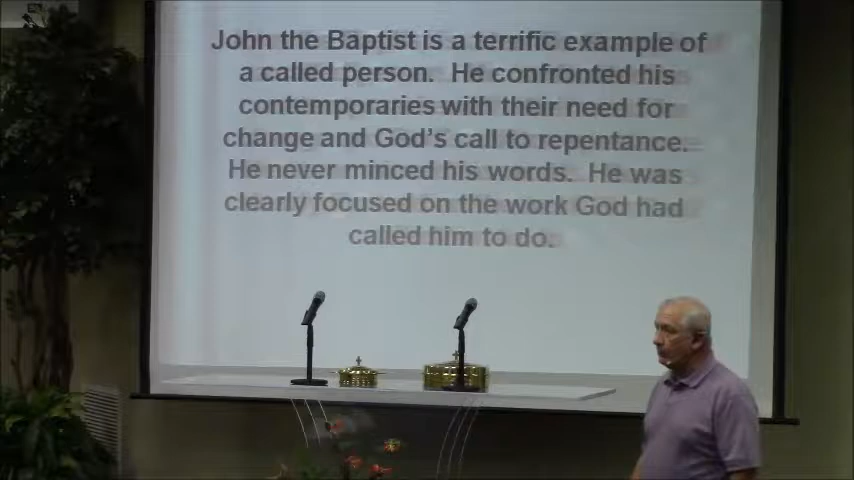 John the Baptist is a terrific example of
a called person. He confronted his
contemporaries with their need for
change and God's call to repentance.
He never minced his words. He was
clearly focused on the work God had
called him to do.